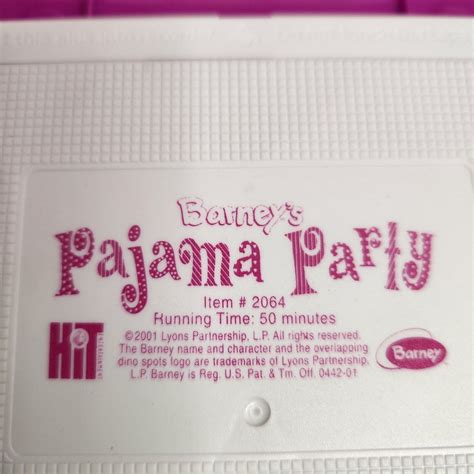 Barney's
Pajama Party
Item # 2064
Running Time: 50 minutes
©2001 Lyons Partnership, L.P. All rights reserved.
The Barney name and character and the overlapping
dino spots logo are trademarks of Lyons Partnership,
L.P. Barney is Reg. U.S. Pat. & Tm. Off. 0442-01
HiT
ENTERTAINMENT
Barney